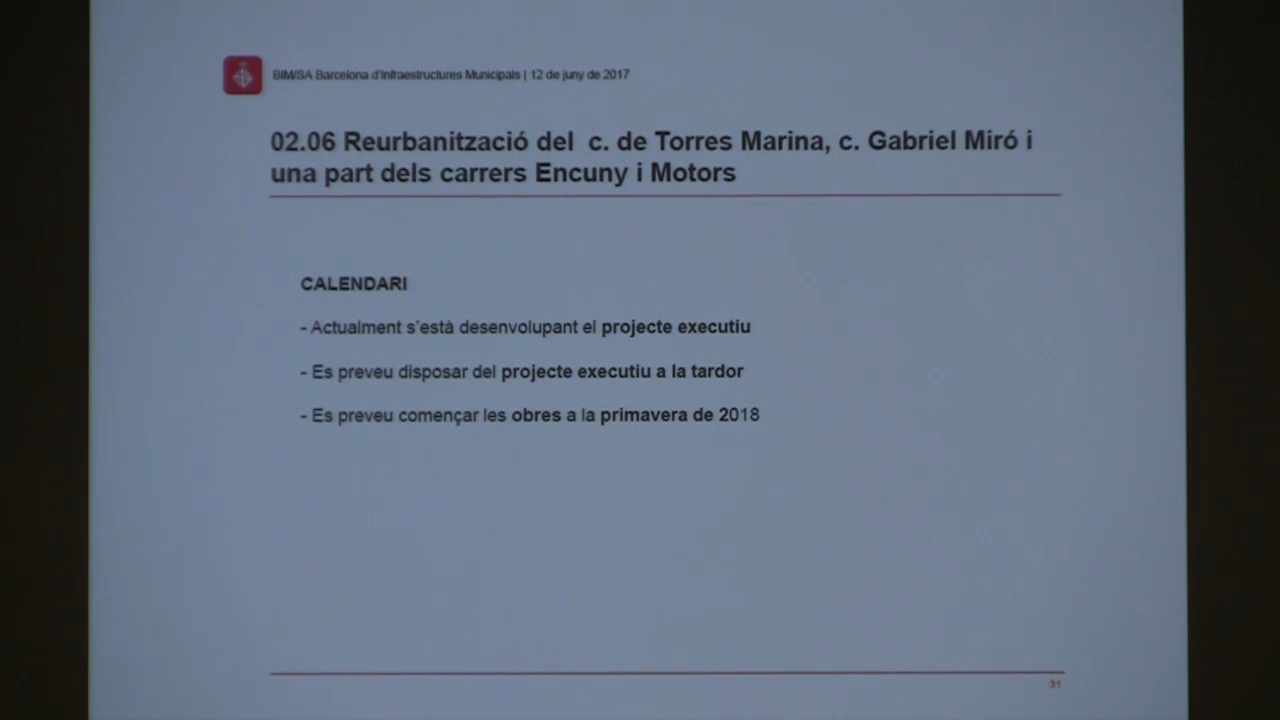 BIM/SA Barcelona d'Infraestructures Municipals | 12 de juny de 2017
02.06 Reurbanització del c. de Torres Marina, c. Gabriel Miró i
una part dels carrers Encuny i Motors
CALENDARI
- Actualment s'està desenvolupant el projecte executiu
- Es preveu disposar del projecte executiu a la tardor
- Es preveu començar les obres a la primavera de 2018
31